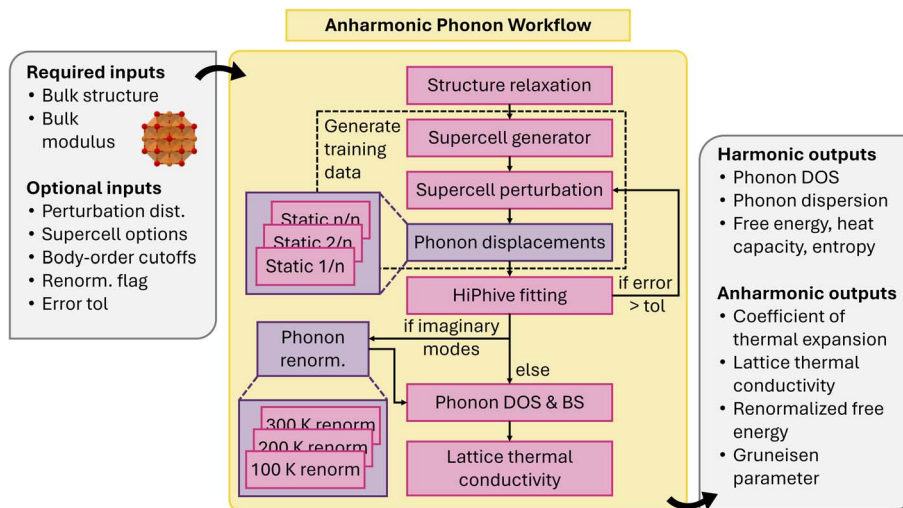 Anharmonic Phonon Workflow
Required inputs
• Bulk structure
• Bulk
modulus
Optional inputs
• Perturbation dist.
• Supercell options
• Body-order cutoffs
• Renorm. flag
• Error tol
Structure relaxation
Generate
training
data
Supercell generator
Supercell perturbation
Static n/n
Static 2/n
Static 1/n
Phonon displacements
HiPhive fitting
if error
> tol
if imaginary
modes
Phonon
renorm.
else
300 K renorm
200 K renorm
100 K renorm
Phonon DOS & BS
Lattice thermal
conductivity
Harmonic outputs
• Phonon DOS
• Phonon dispersion
• Free energy, heat
capacity, entropy
Anharmonic outputs
• Coefficient of
thermal expansion
• Lattice thermal
conductivity
• Renormalized free
energy
• Gruneisen
parameter